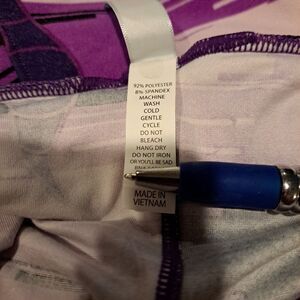 92% POLYESTER
8% SPANDEX
MACHINE
WASH
COLD
GENTLE
CYCLE
DO NOT
BLEACH
HANG DRY
DO NOT IRON
OR YOU'LL BE SAD
MADE IN
VIETNAM